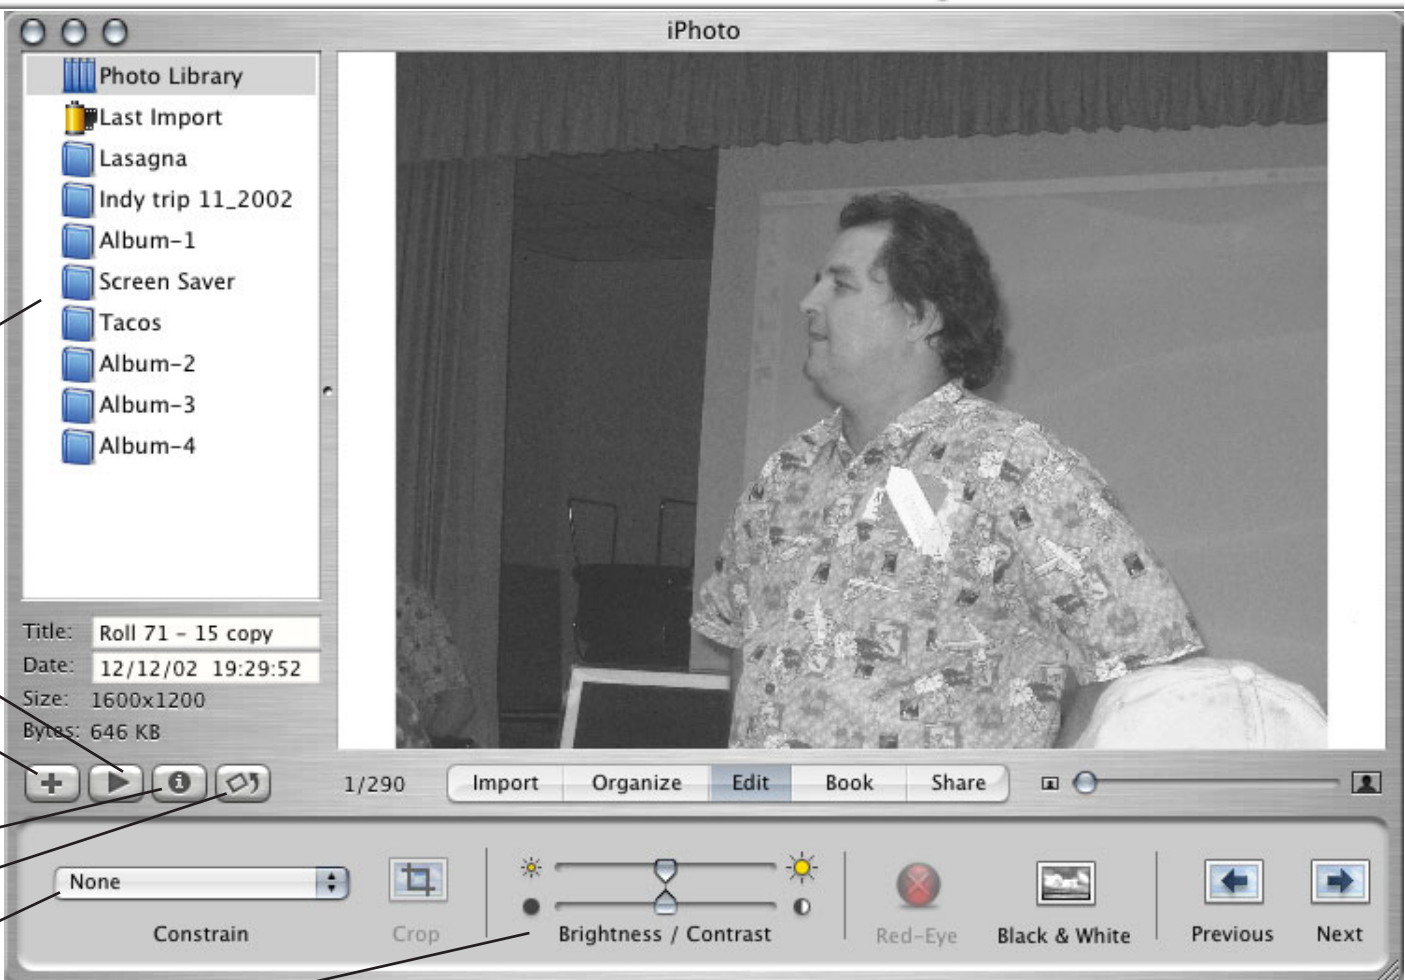 iPhoto
Photo Library
Last Import
Lasagna
Indy trip 11_2002
Album-1
Screen Saver
Tacos
Album-2
Album-3
Album-4
Title: Roll 71 - 15 copy
Date: 12/12/02 19:29:52
Size: 1600x1200
Bytes: 646 KB
1/290 Import Organize Edit Book Share
None
Constrain Crop Brightness / Contrast Red-Eye Black & White Previous Next